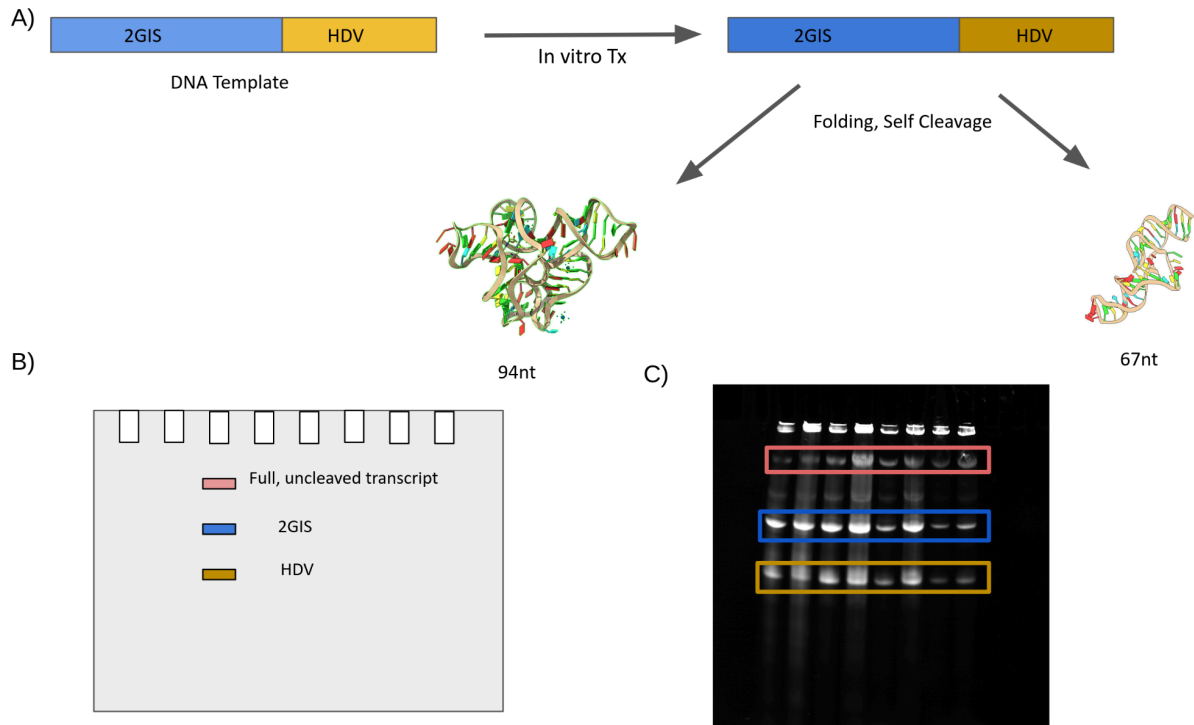 A)
2GIS
HDV
In vitro Tx
2GIS
HDV
DNA Template
Folding, Self Cleavage
94nt
67nt
B)
Full, uncleaved transcript
2GIS
HDV
C)